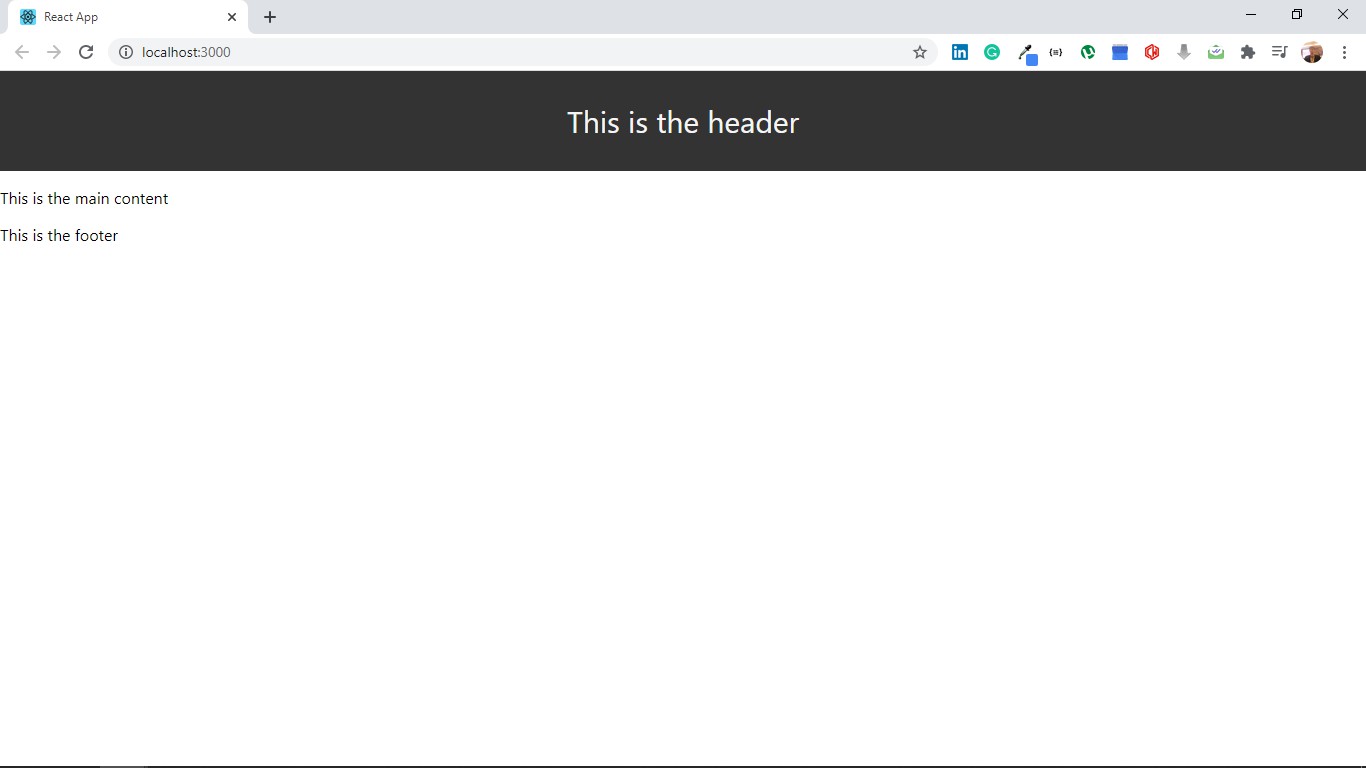 React App
localhost:3000
This is the header
This is the main content
This is the footer